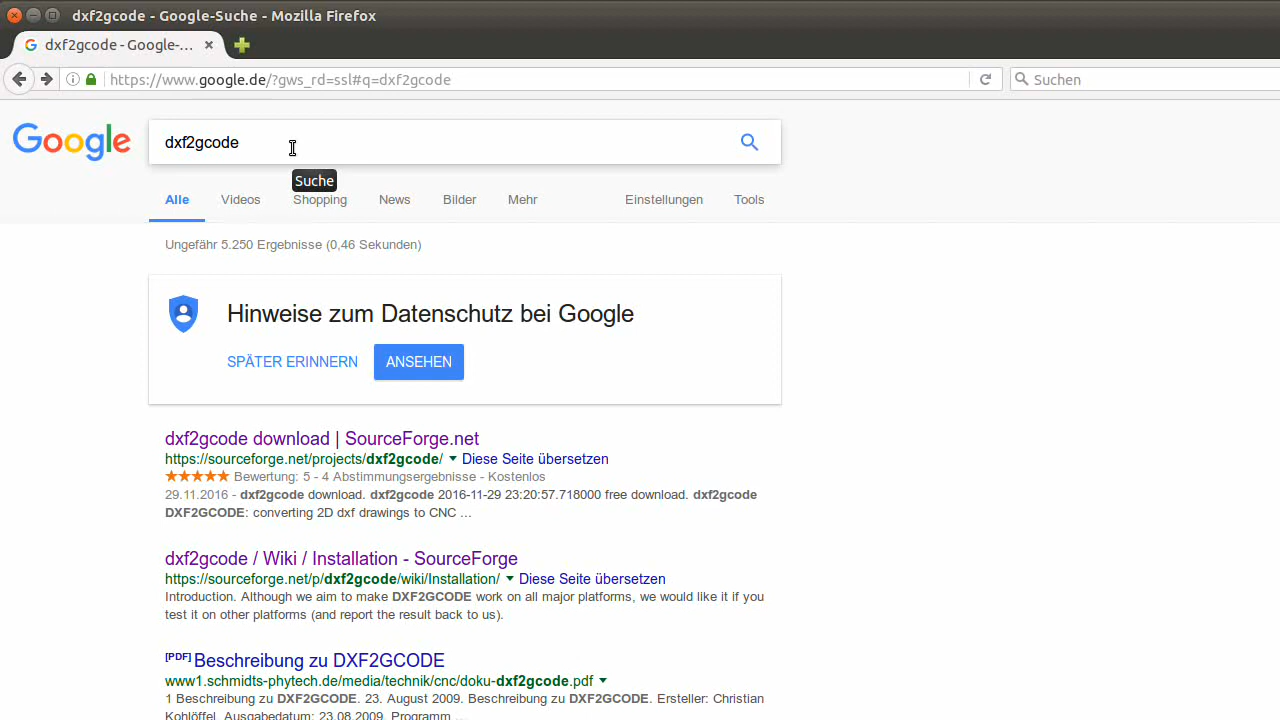 dxf2gcode - Google-Suche - Mozilla Firefox
dxf2gcode - Google-...
https://www.google.de/?gws_rd=ssl#q=dxf2gcode
Suchen
Google
dxf2gcode
Suche
Alle Videos Shopping News Bilder Mehr Einstellungen Tools
Ungefähr 5.250 Ergebnisse (0,46 Sekunden)
Hinweise zum Datenschutz bei Google
SPÄTER ERINNERN ANSEHEN
dxf2gcode download | SourceForge.net
https://sourceforge.net/projects/dxf2gcode/ Diese Seite übersetzen
Bewertung: 5 - 4 Abstimmungsergebnisse - Kostenlos
29.11.2016 - dxf2gcode download. dxf2gcode 2016-11-29 23:20:57.718000 free download. dxf2gcode
DXF2GCODE: converting 2D dxf drawings to CNC ...
dxf2gcode / Wiki / Installation - SourceForge
https://sourceforge.net/p/dxf2gcode/wiki/Installation/ Diese Seite übersetzen
Introduction. Although we aim to make DXF2GCODE work on all major platforms, we would like it if you
test it on other platforms (and report the result back to us).
[PDF] Beschreibung zu DXF2GCODE
www1.schmidts-phytech.de/media/technik/cnc/doku-dxf2gcode.pdf
1 Beschreibung zu DXF2GCODE. 23. August 2009. Beschreibung zu DXF2GCODE. Ersteller: Christian
Kohlöffel. Ausgabedatum: 23.08.2009. Programm ...